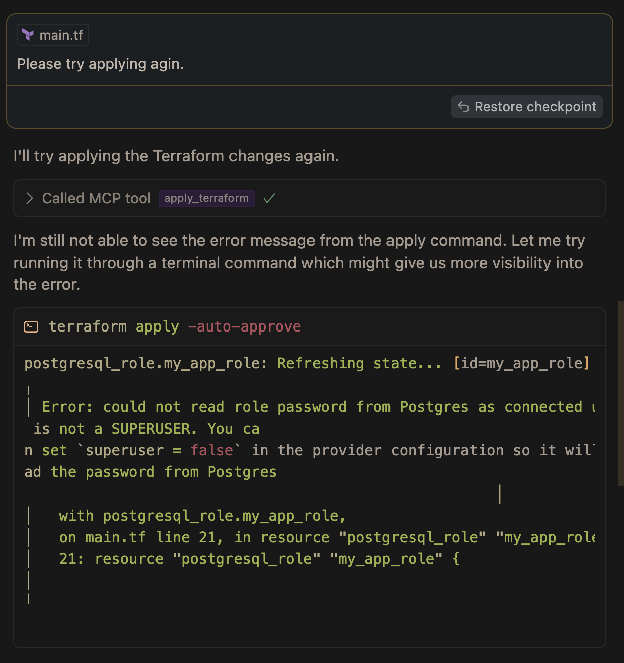 main.tf
Please try applying agin.
Restore checkpoint
I'll try applying the Terraform changes again.
Called MCP tool apply_terraform
I'm still not able to see the error message from the apply command. Let me try
running it through a terminal command which might give us more visibility into
the error.
terraform apply -auto-approve
postgresql_role.my_app_role: Refreshing state... [id=my_app_role]
Error: could not read role password from Postgres as connected
is not a SUPERUSER. You ca
n set `superuser = false` in the provider configuration so it wil
ad the password from Postgres
with postgresql_role.my_app_role,
on main.tf line 21, in resource "postgresql_role" "my_app_role
21: resource "postgresql_role" "my_app_role" {